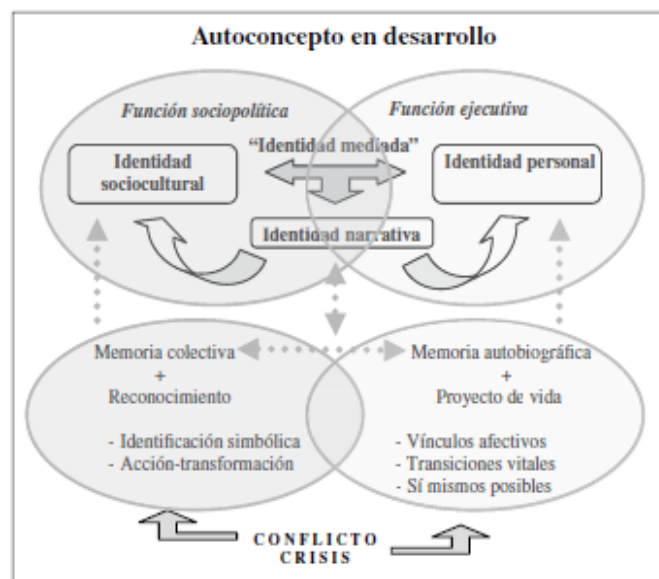 Autoconcepto en desarrollo
Función sociopolítica
Función ejecutiva
“Identidad mediada”
Identidad
sociocultural
Identidad personal
Identidad narrativa
Memoria colectiva
+
Reconocimiento
- Identificación simbólica
- Acción-transformación
Memoria autobiográfica
+
Proyecto de vida
- Vínculos afectivos
- Transiciones vitales
- Sí mismos posibles
CONFLICTO
CRISIS